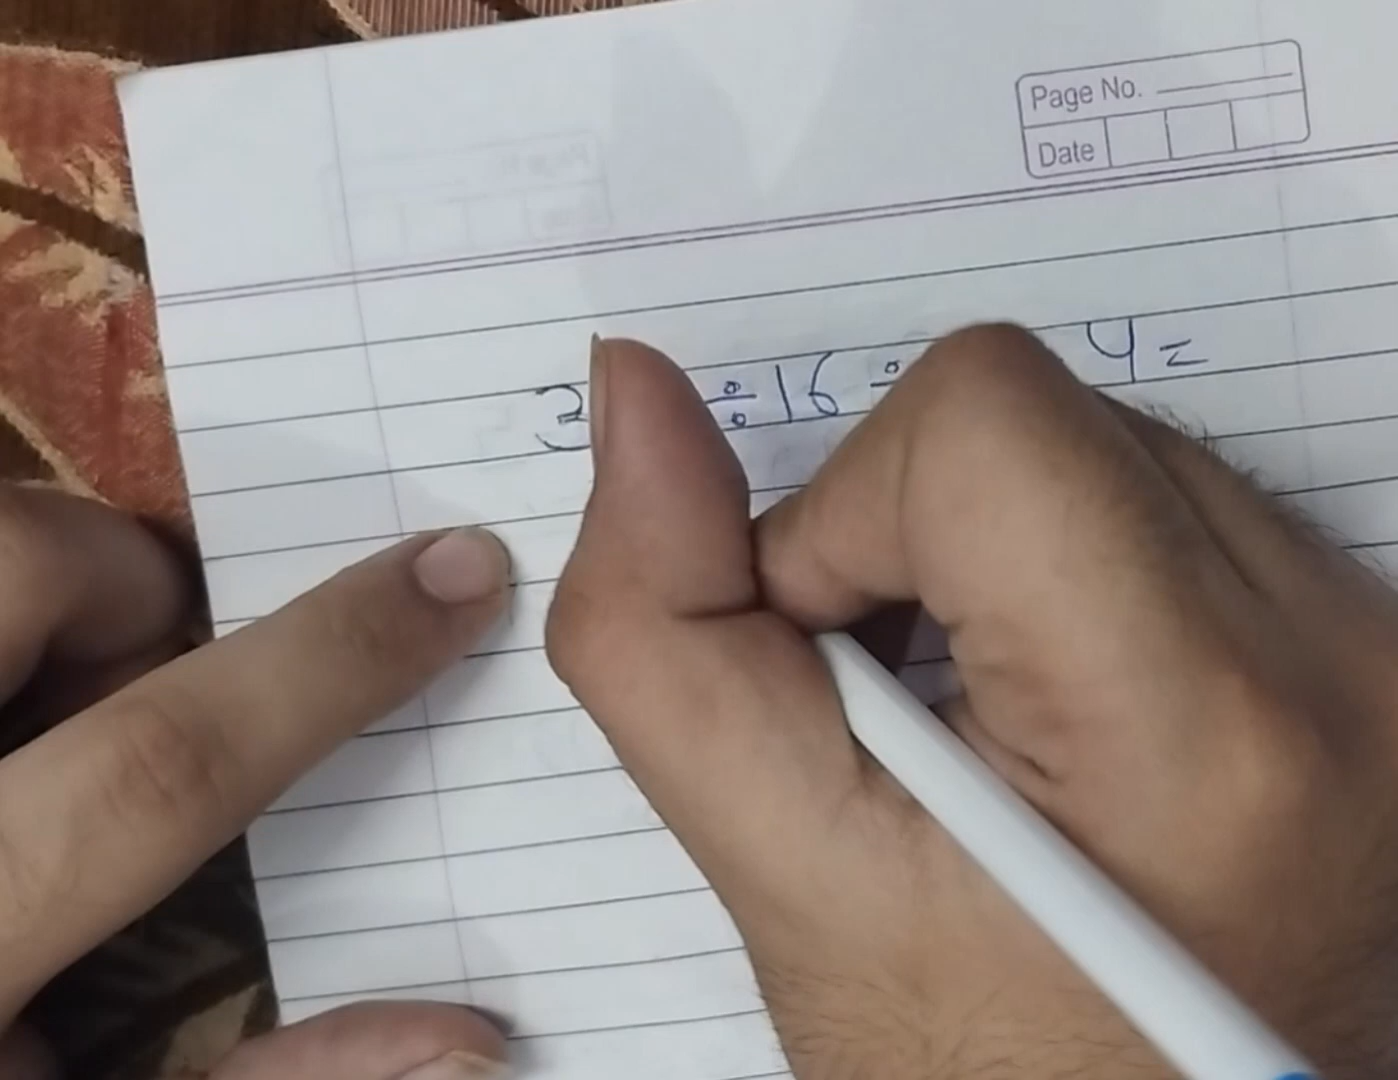 Page No.
Date
3 ÷ 16 ÷ 4 =